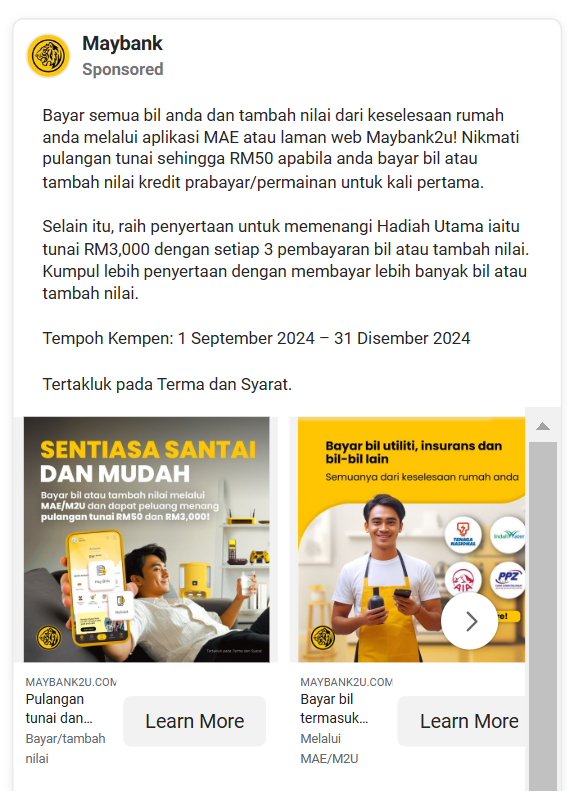 Maybank
Sponsored
Bayar semua bil anda dan tambah nilai dari keselesaan rumah
anda melalui aplikasi MAE atau laman web Maybank2u! Nikmati
pulangan tunai sehingga RM50 apabila anda bayar bil atau
tambah nilai kredit prabayar/permainan untuk kali pertama.
Selain itu, raih penyertaan untuk memenangi Hadiah Utama iaitu
tunai RM3,000 dengan setiap 3 pembayaran bil atau tambah nilai.
Kumpul lebih penyertaan dengan membayar lebih banyak bil atau
tambah nilai.
Tempoh Kempen: 1 September 2024 – 31 Disember 2024
Tertakluk pada Terma dan Syarat.
SENTIASA SANTAI
DAN MUDAH
Bayar bil atau tambah nilai melalui
MAE/M2U dan dapat peluang menang
pulangan tunai RM50 dan RM3,000!
Pay Bills
Tertakluk pada Terma dan Syarat
MAYBANK2U.COM
Pulangan
tunai dan...
Bayar/tambah
nilai
Learn More
Bayar bil utiliti, insurans dan
bil-bil lain
Semuanya dari keselesaan rumah anda
TENAGA
NASIONAL
IndahWater
AIA
PPZ
MAYBANK2U.COM
Bayar bil
termasuk...
Melalui
MAE/M2U
Learn More